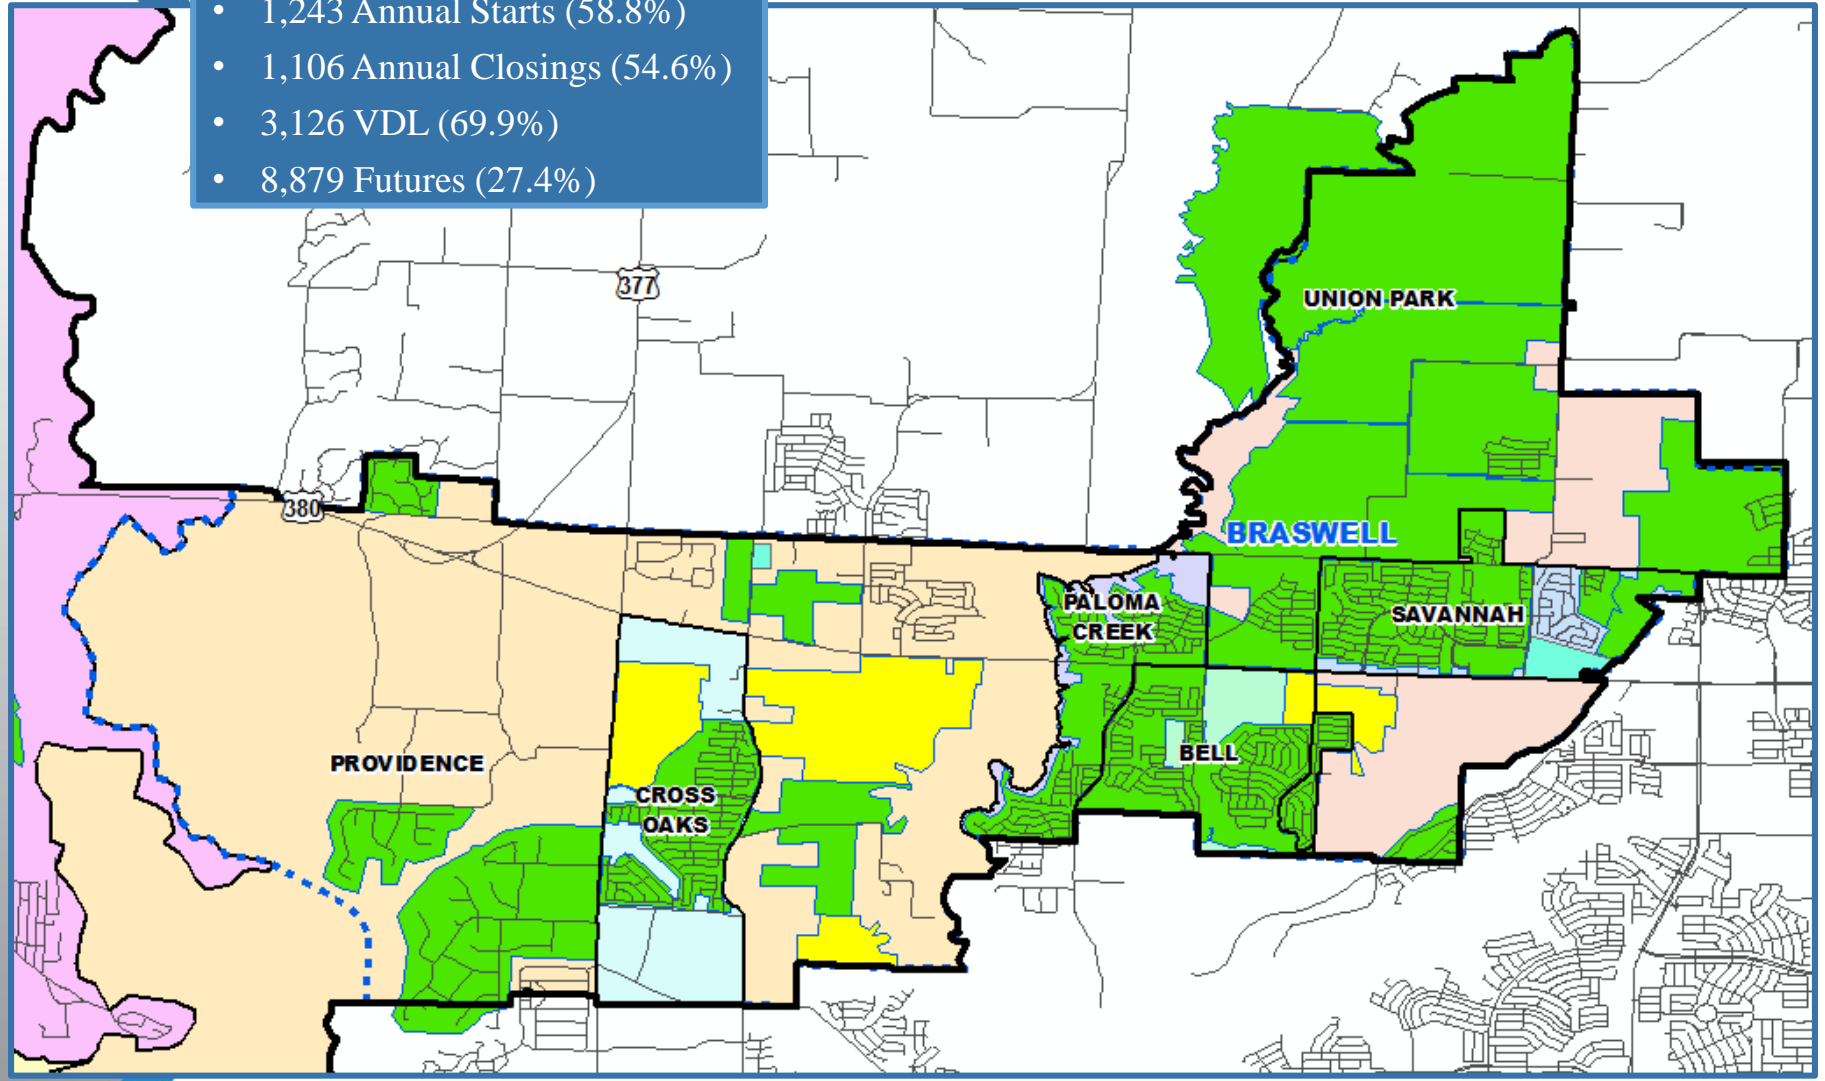 • 1,243 Annual Starts (58.8%)
• 1,106 Annual Closings (54.6%)
• 3,126 VDL (69.9%)
• 8,879 Futures (27.4%)
377
UNION PARK
380
BRASWELL
PALOMA
CREEK
SAVANNAH
PROVIDENCE
BELL
CROSS
OAKS